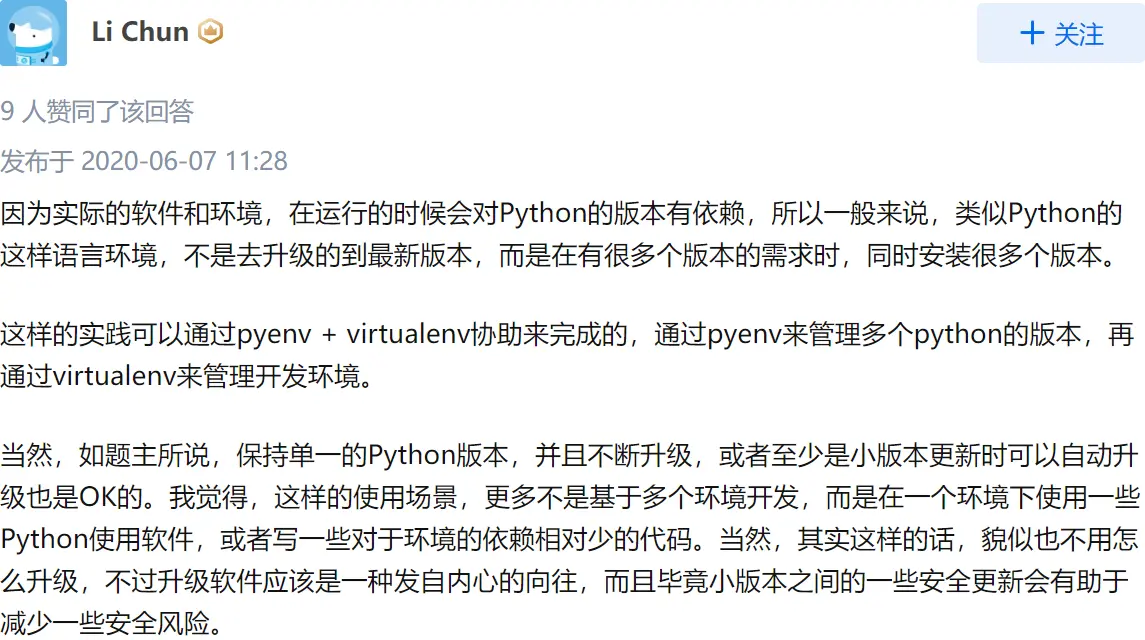 Li Chun
+ 关注
9 人赞同了该回答
发布于 2020-06-07 11:28
因为实际的软件和环境，在运行的时候会对Python的版本有依赖，所以一般来说，类似Python的
这样语言环境，不是去升级的到最新版本，而是在有很多个版本的需求时，同时安装很多个版本。
这样的实践可以通过pyenv + virtualenv协助来完成的，通过pyenv来管理多个python的版本，再
通过virtualenv来管理开发环境。
当然，如题主所说，保持单一的Python版本，并且不断升级，或者至少是小版本更新时可以自动升
级也是OK的。我觉得，这样的使用场景，更多不是基于多个环境开发，而是在一个环境下使用一些
Python使用软件，或者写一些对于环境的依赖相对少的代码。当然，其实这样的话，貌似也不用怎
么升级，不过升级软件应该是一种发自内心的向往，而且毕竟小版本之间的一些安全更新会有助于
减少一些安全风险。